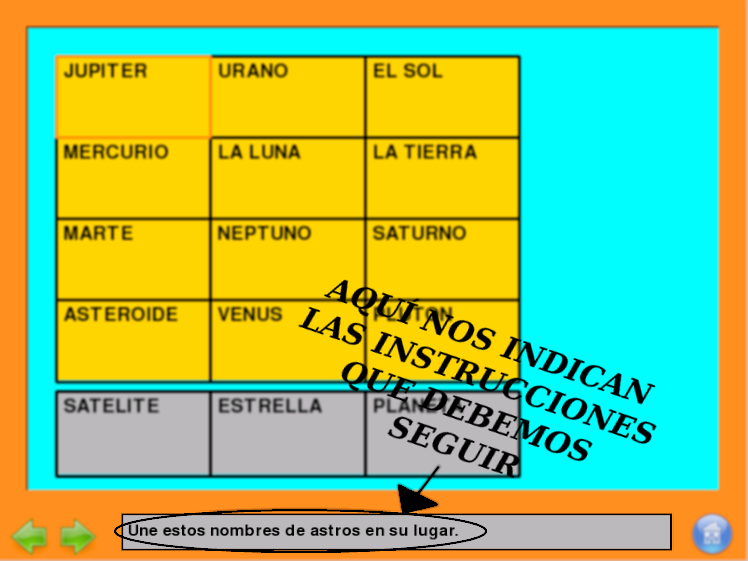 JUPITER URANO EL SOL
MERCURIO LA LUNA LA TIERRA
MARTE NEPTUNO SATURNO
ASTEROIDE VENUS PLUTON
SATELITE ESTRELLA PLANETA
AQUÍ NOS INDICAN
LAS INSTRUCCIONES
QUE DEBEMOS
SEGUIR
Une estos nombres de astros en su lugar.